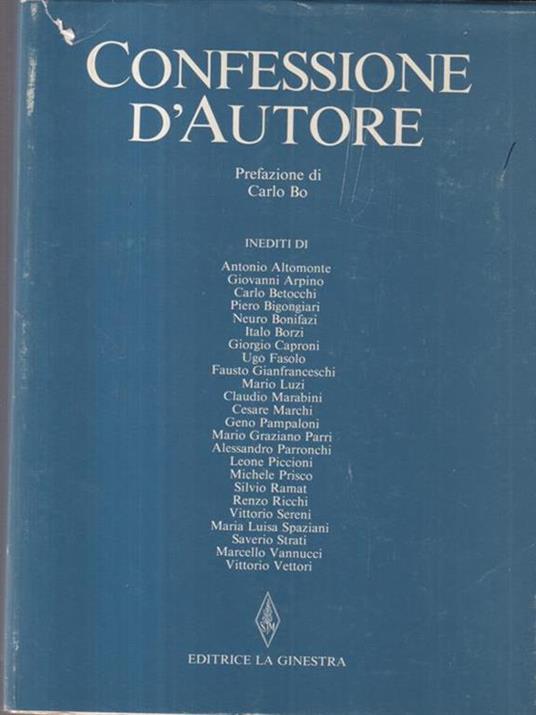 CONFESSIONE
D'AUTORE
Prefazione di
Carlo Bo
INEDITI DI
Antonio Altomonte
Giovanni Arpino
Carlo Betocchi
Piero Bigongiari
Neuro Bonifazi
Italo Borzi
Giorgio Caproni
Ugo Fasolo
Fausto Gianfranceschi
Mario Luzi
Claudio Marabini
Cesare Marchi
Geno Pampaloni
Mario Graziano Parri
Alessandro Parronchi
Leone Piccioni
Michele Prisco
Silvio Ramat
Renzo Ricchi
Vittorio Sereni
Maria Luisa Spaziani
Saverio Strati
Marcello Vannucci
Vittorio Vettori
EDITRICE LA GINESTRA